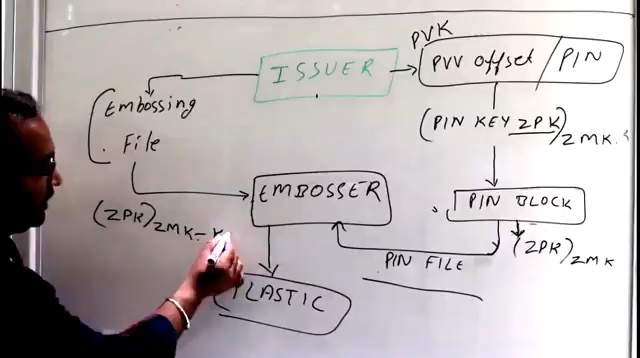 PVK
ISSUER
PVV Offset / PIN
Embossing
File
(PIN KEY ZPK) ZMK.
EMBOSSER
PIN BLOCK
(ZPK) ZMK - K
(ZPK) ZMK
PIN FILE
PLASTIC